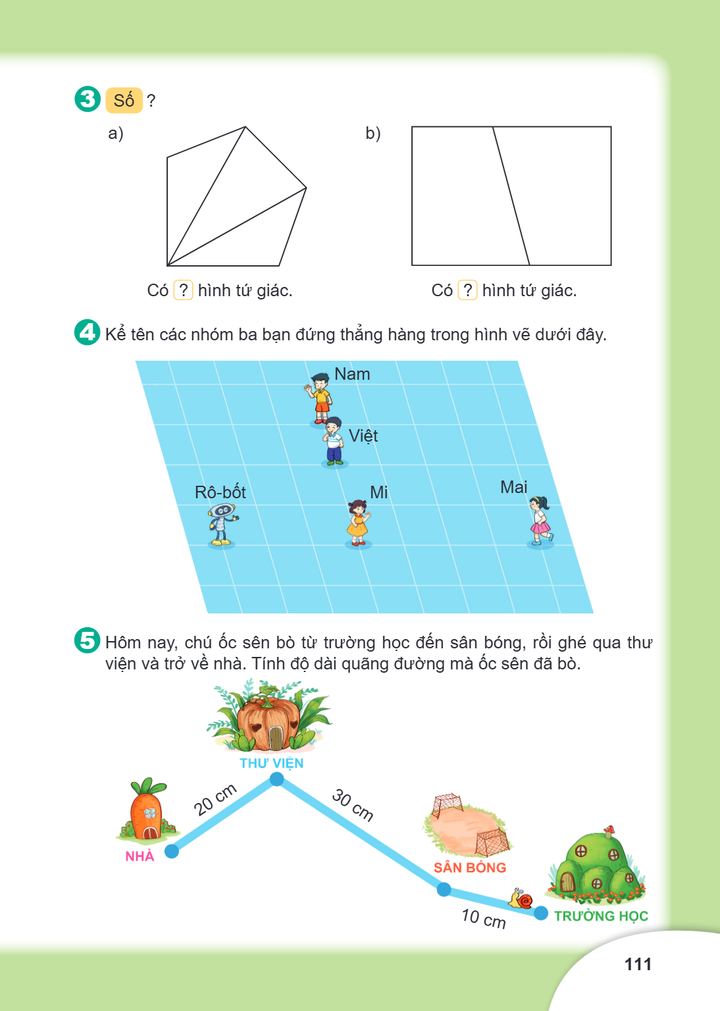 3 Số ?
a)
b)
Có ? hình tứ giác.
Có ? hình tứ giác.
4 Kể tên các nhóm ba bạn đứng thẳng hàng trong hình vẽ dưới đây.
Nam
Việt
Rô-bốt
Mi
Mai
5 Hôm nay, chú ốc sên bò từ trường học đến sân bóng, rồi ghé qua thư
viện và trở về nhà. Tính độ dài quãng đường mà ốc sên đã bò.
THƯ VIỆN
20 cm
30 cm
NHÀ
SÂN BÓNG
10 cm
TRƯỜNG HỌC
111